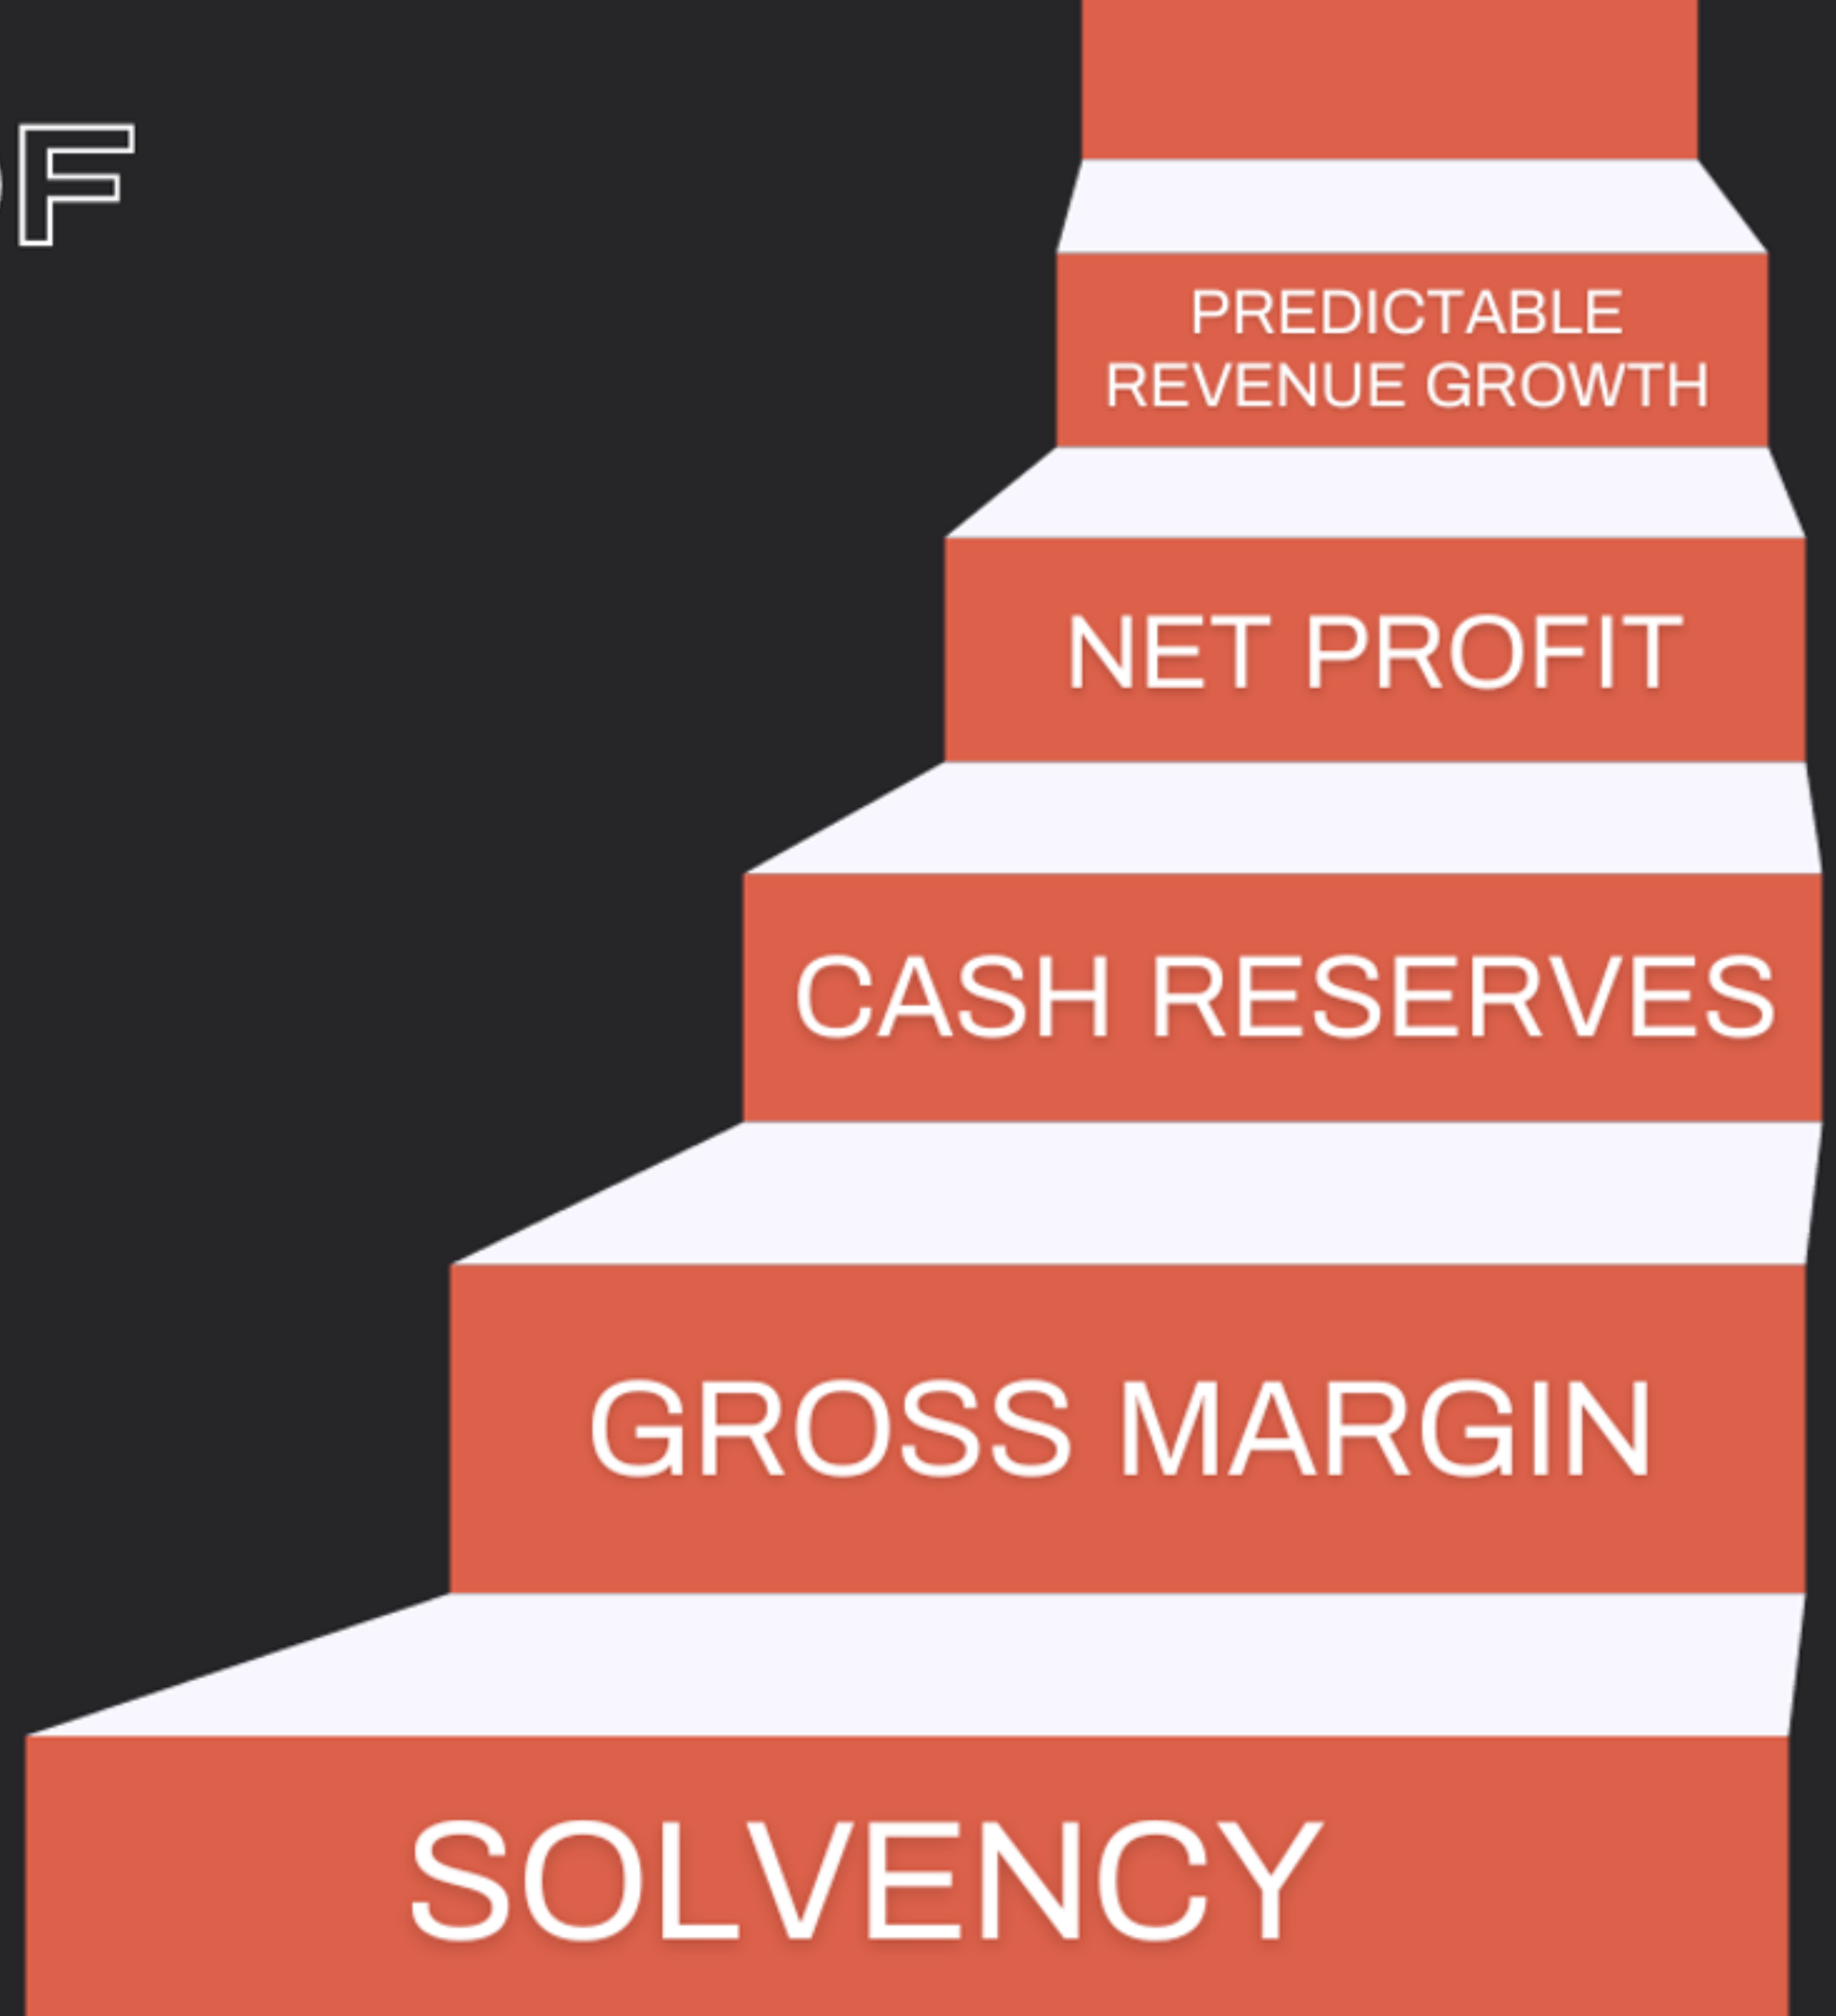 F
PREDICTABLE
REVENUE GROWTH
NET PROFIT
CASH RESERVES
GROSS MARGIN
SOLVENCY